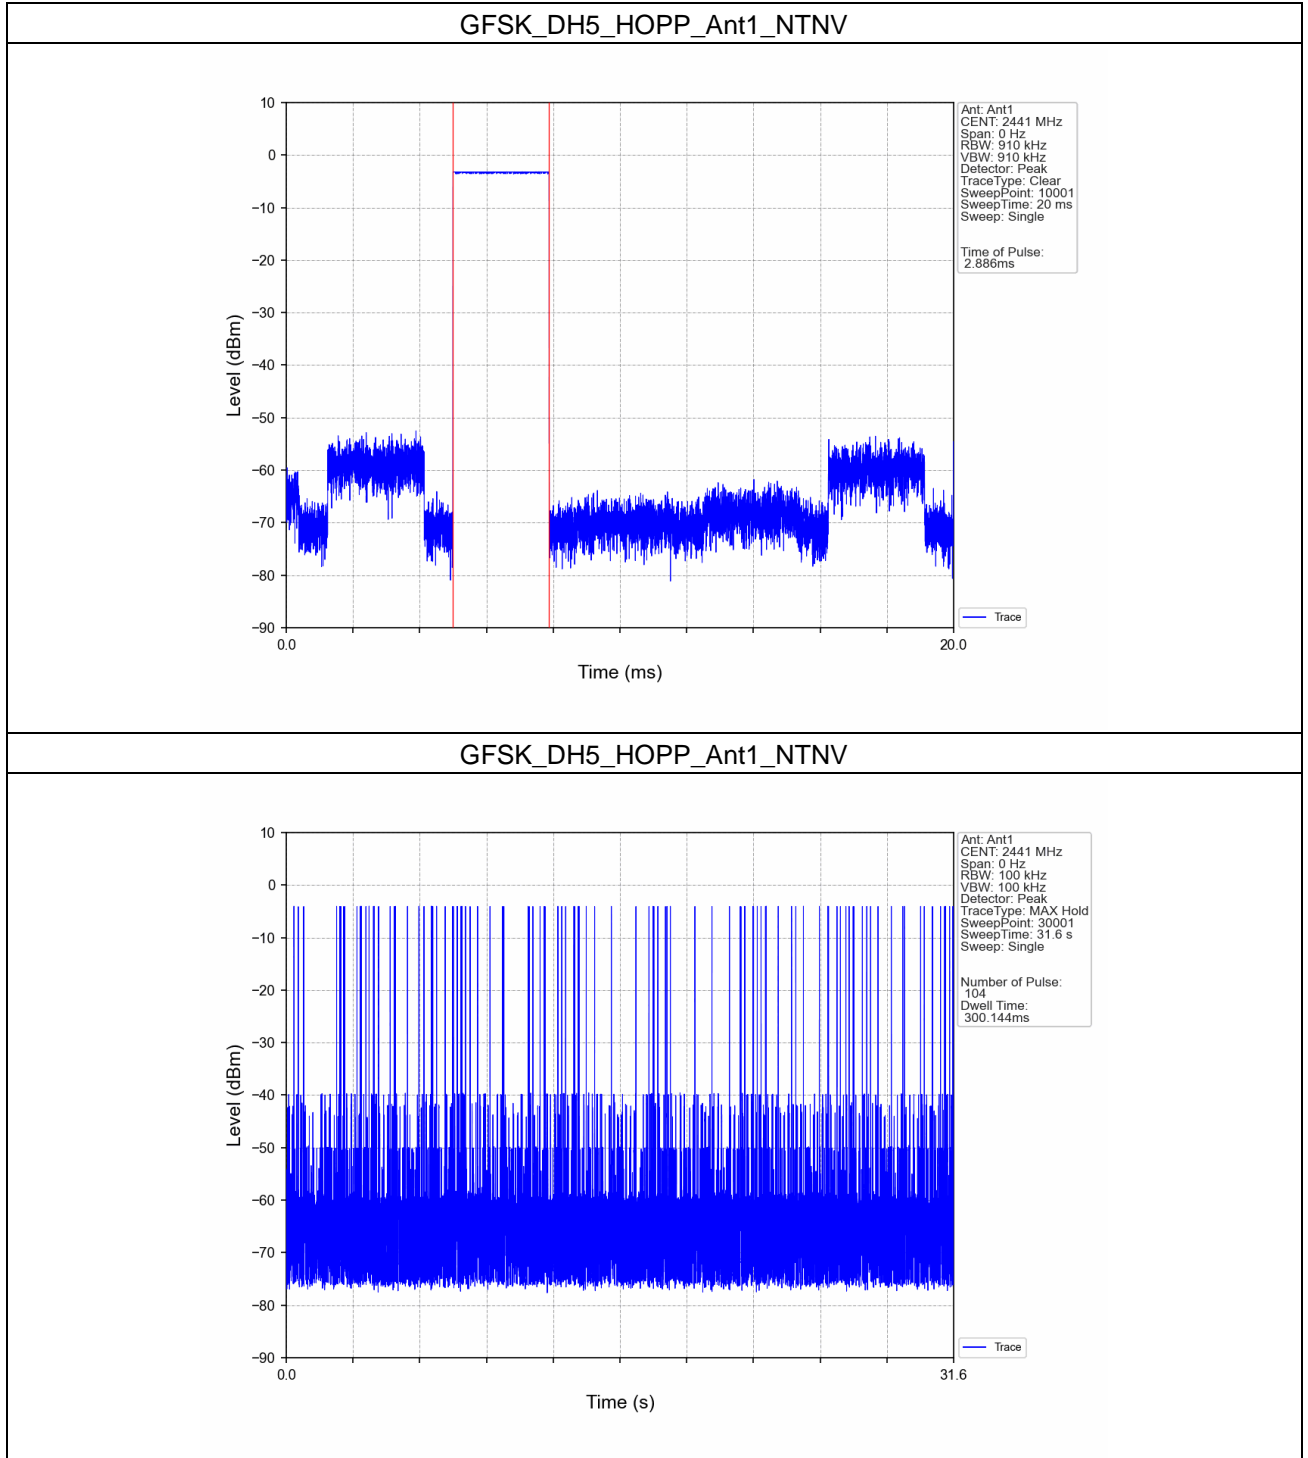 GFSK_DH5_HOPP_Ant1_NTNV
10
0
−10
−20
−30
−40
−50
−60
−70
−80
−90
Level (dBm)
0.0
20.0
Time (ms)
Ant: Ant1
CENT: 2441 MHz
Span: 0 Hz
RBW: 910 kHz
VBW: 910 kHz
Detector: Peak
TraceType: Clear
SweepPoint: 10001
SweepTime: 20 ms
Sweep: Single
Time of Pulse:
2.886ms
Trace
GFSK_DH5_HOPP_Ant1_NTNV
10
0
−10
−20
−30
−40
−50
−60
−70
−80
−90
Level (dBm)
0.0
31.6
Time (s)
Ant: Ant1
CENT: 2441 MHz
Span: 0 Hz
RBW: 100 kHz
VBW: 100 kHz
Detector: Peak
TraceType: MAX Hold
SweepPoint: 30001
SweepTime: 31.6 s
Sweep: Single
Number of Pulse:
104
Dwell Time:
300.144ms
Trace